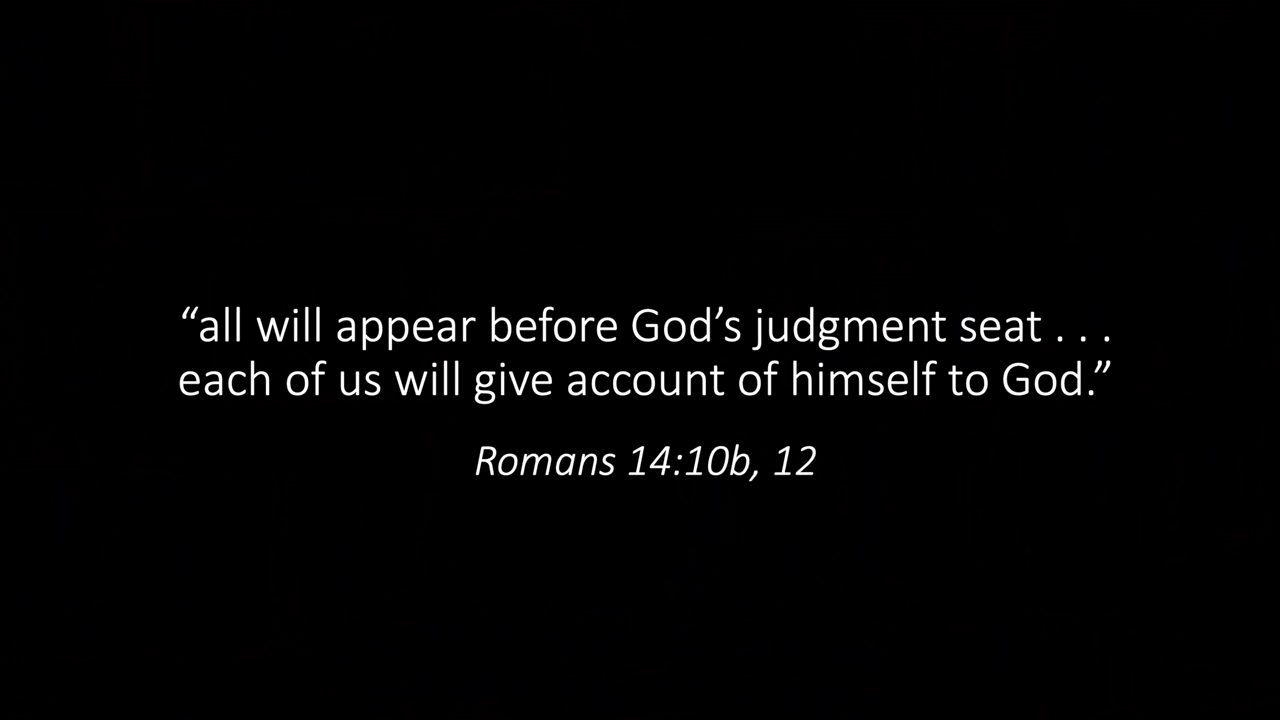 “all will appear before God’s judgment seat . . .
each of us will give account of himself to God.”
Romans 14:10b, 12